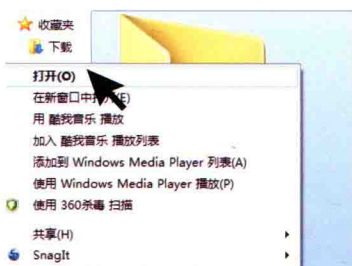 收藏夹
下载
打开(O)
在新窗口中打(E)
用 酷我音乐 播放
加入 酷我音乐 播放列表
添加到 Windows Media Player 列表(A)
使用 Windows Media Player 播放(P)
使用 360杀毒 扫描
共享(H)
SnagIt